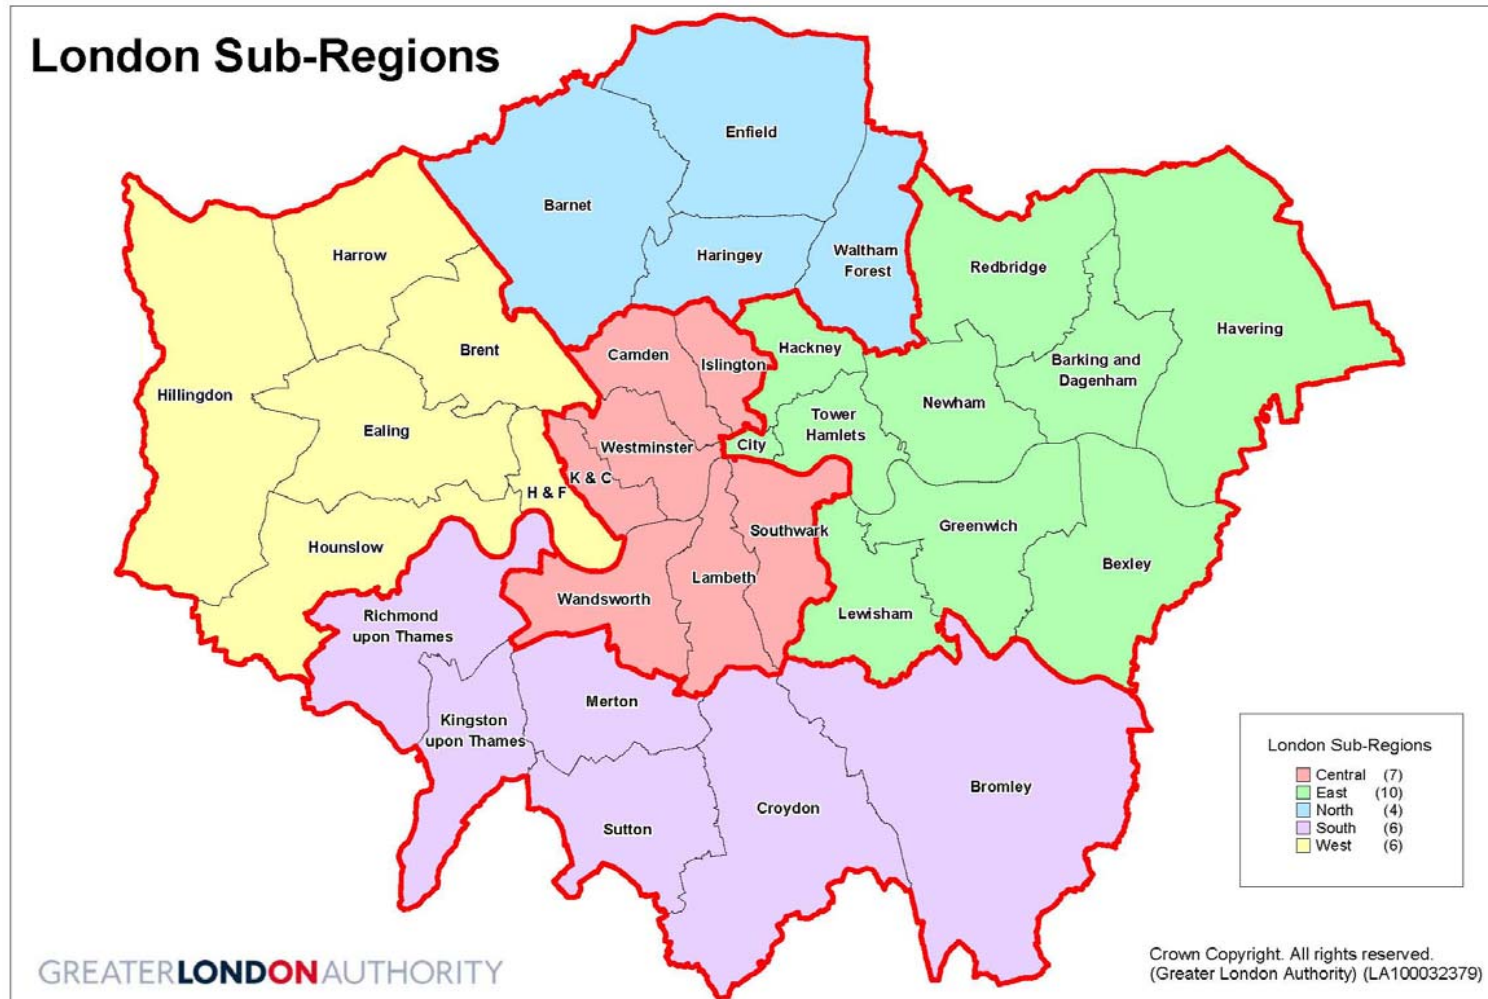 London Sub-Regions
Enfield
Barnet
Haringey
Waltham
Forest
Harrow
Redbridge
Havering
Brent
Camden
Islington
Hackney
Barking and
Dagenham
Hillingdon
Newham
Ealing
Tower
Hamlets
Westminster
City
K & C
H & F
Southwark
Greenwich
Hounslow
Bexley
Lambeth
Wandsworth
Lewisham
Richmond
upon Thames
Merton
Kingston
upon Thames
Bromley
Croydon
Sutton
London Sub-Regions
Central (7)
East (10)
North (4)
South (6)
West (6)
GREATERLONDONAUTHORITY
Crown Copyright. All rights reserved.
(Greater London Authority) (LA100032379)